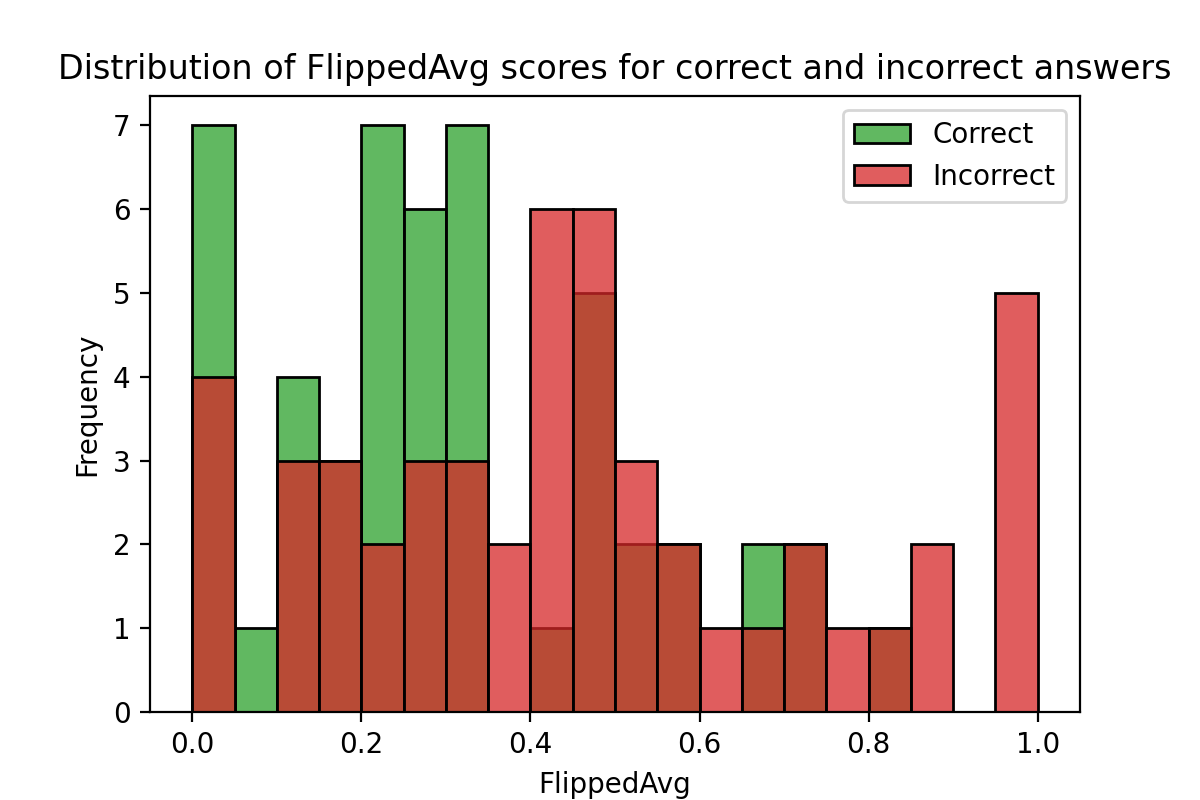 Distribution of FlippedAvg scores for correct and incorrect answers
Correct
Incorrect
Frequency
7
6
5
4
3
2
1
0
0.0 0.2 0.4 0.6 0.8 1.0
FlippedAvg